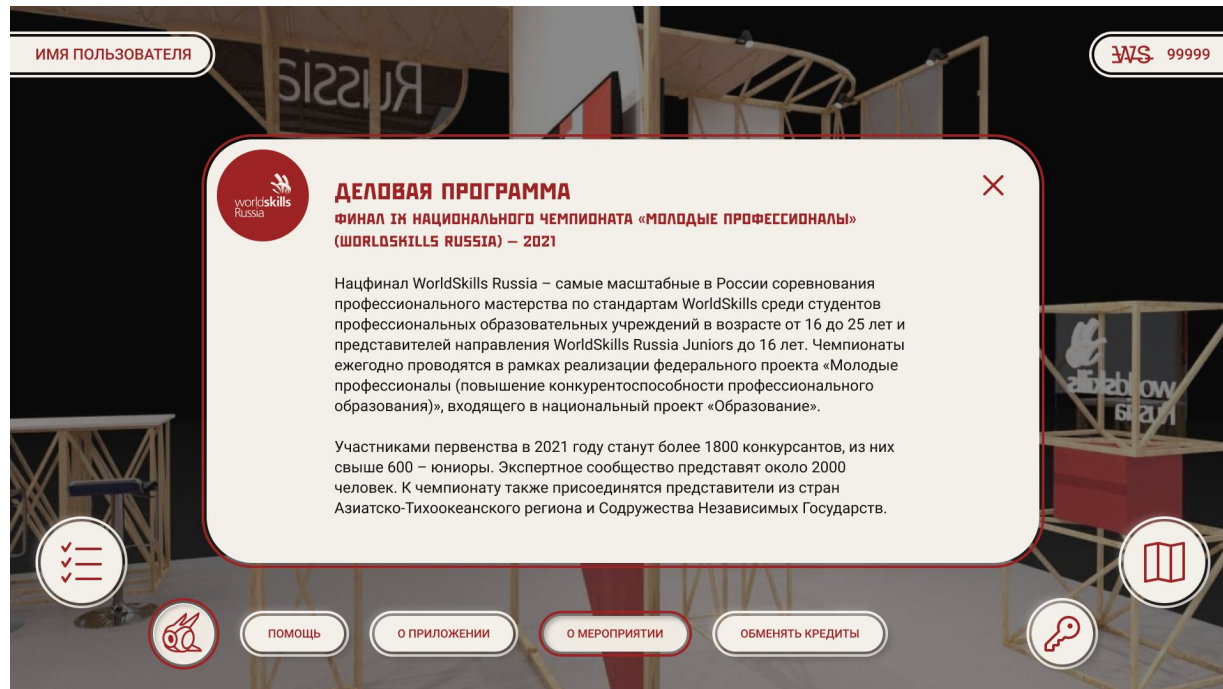 ИМЯ ПОЛЬЗОВАТЕЛЯ
WS 99999
Russia
worldskills
Russia
ДЕЛОВАЯ ПРОГРАММА
ФИНАЛ IX НАЦИОНАЛЬНОГО ЧЕМПИОНАТА «МОЛОДЫЕ ПРОФЕССИОНАЛЫ»
(WORLDSKILLS RUSSIA) – 2021
Нацфинал WorldSkills Russia – самые масштабные в России соревнования
профессионального мастерства по стандартам WorldSkills среди студентов
профессиональных образовательных учреждений в возрасте от 16 до 25 лет и
представителей направления WorldSkills Russia Juniors до 16 лет. Чемпионаты
ежегодно проводятся в рамках реализации федерального проекта «Молодые
профессионалы (повышение конкурентоспособности профессионального
образования)», входящего в национальный проект «Образование».
Участниками первенства в 2021 году станут более 1800 конкурсантов, из них
свыше 600 – юниоры. Экспертное сообщество представят около 2000
человек. К чемпионату также присоединятся представители из стран
Азиатско-Тихоокеанского региона и Содружества Независимых Государств.
worldskills
Russia
ПОМОЩЬ
О ПРИЛОЖЕНИИ
О МЕРОПРИЯТИИ
ОБМЕНЯТЬ КРЕДИТЫ